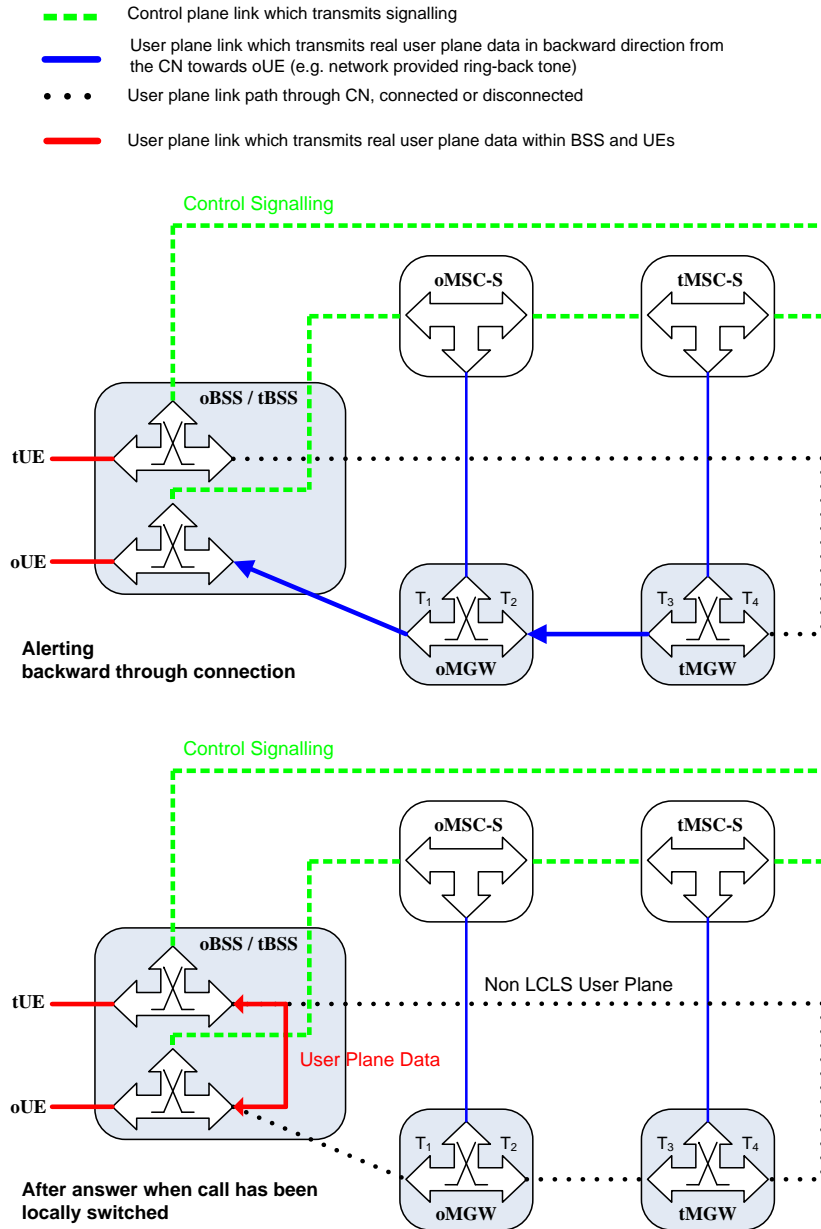 Control plane link which transmits signalling
User plane link which transmits real user plane data in backward direction from
the CN towards oUE (e.g. network provided ring-back tone)
User plane link path through CN, connected or disconnected
User plane link which transmits real user plane data within BSS and UEs
Control Signalling
oMSC-S
tMSC-S
oBSS / tBSS
tUE
oUE
T1
T2
T3
T4
oMGW
tMGW
Alerting
backward through connection
Control Signalling
oMSC-S
tMSC-S
oBSS / tBSS
Non LCLS User Plane
tUE
User Plane Data
oUE
T1
T2
T3
T4
oMGW
tMGW
After answer when call has been
locally switched